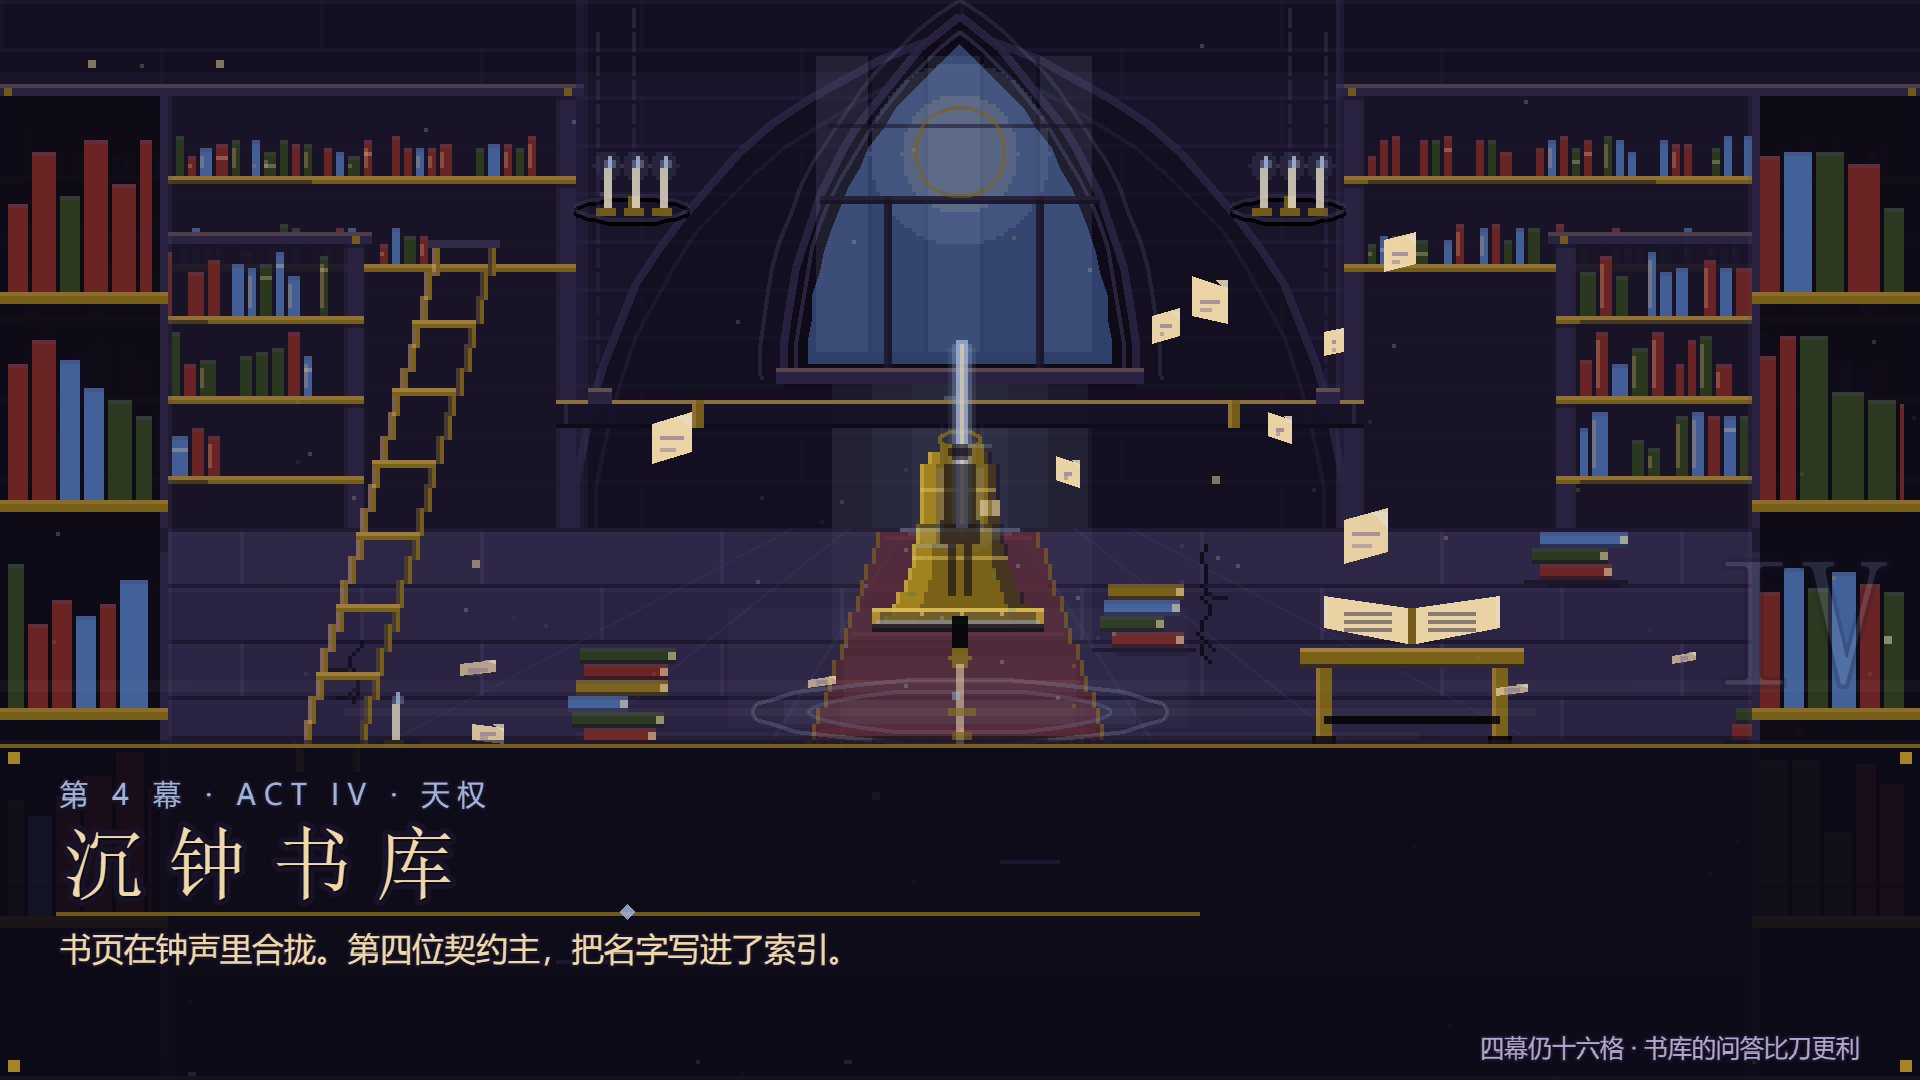 IV
第 4 幕 · ACT IV · 天权
沉钟书库
书页在钟声里合拢。第四位契约主，把名字写进了索引。
四幕仍十六格 · 书库的问答比刀更利